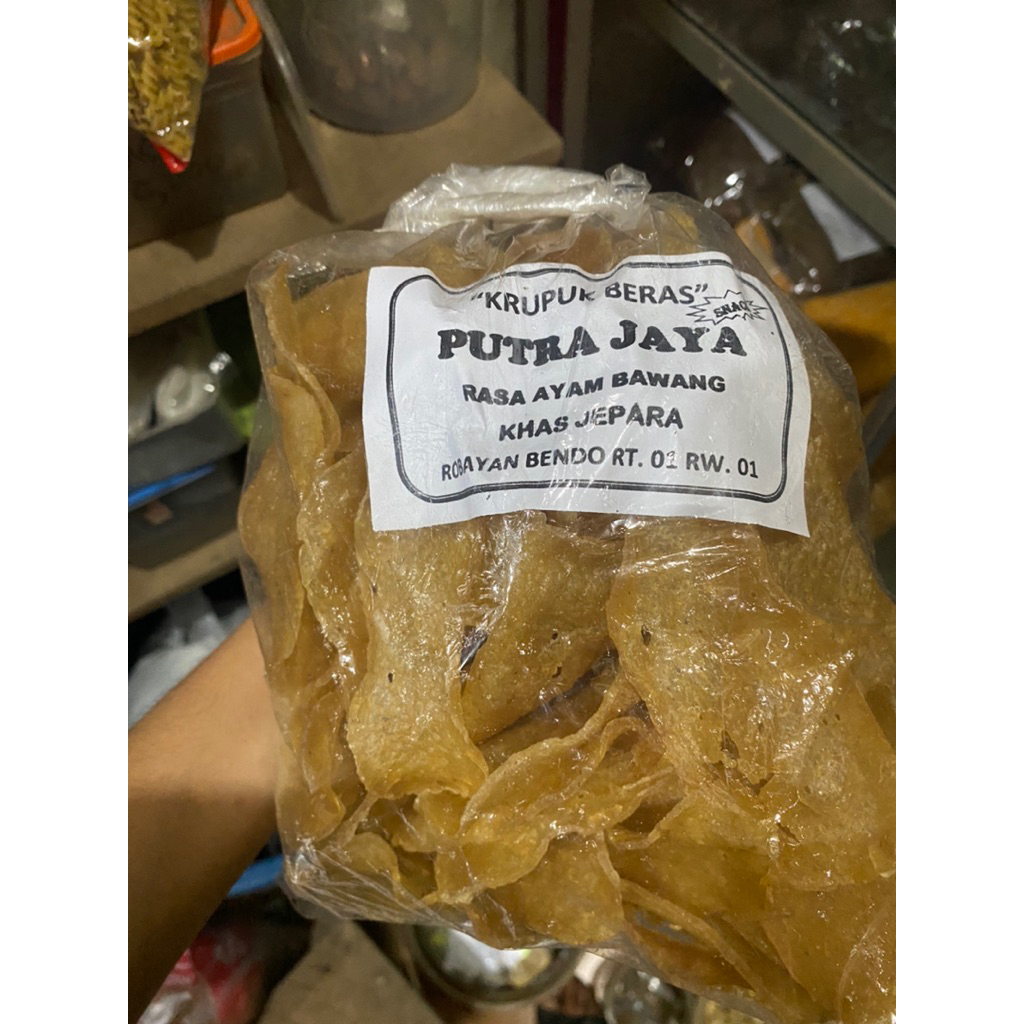 "KRUPUK BERAS"
SNACK
PUTRA JAYA
RASA AYAM BAWANG
KHAS JEPARA
ROBAYAN BENDO RT. 01 RW. 01